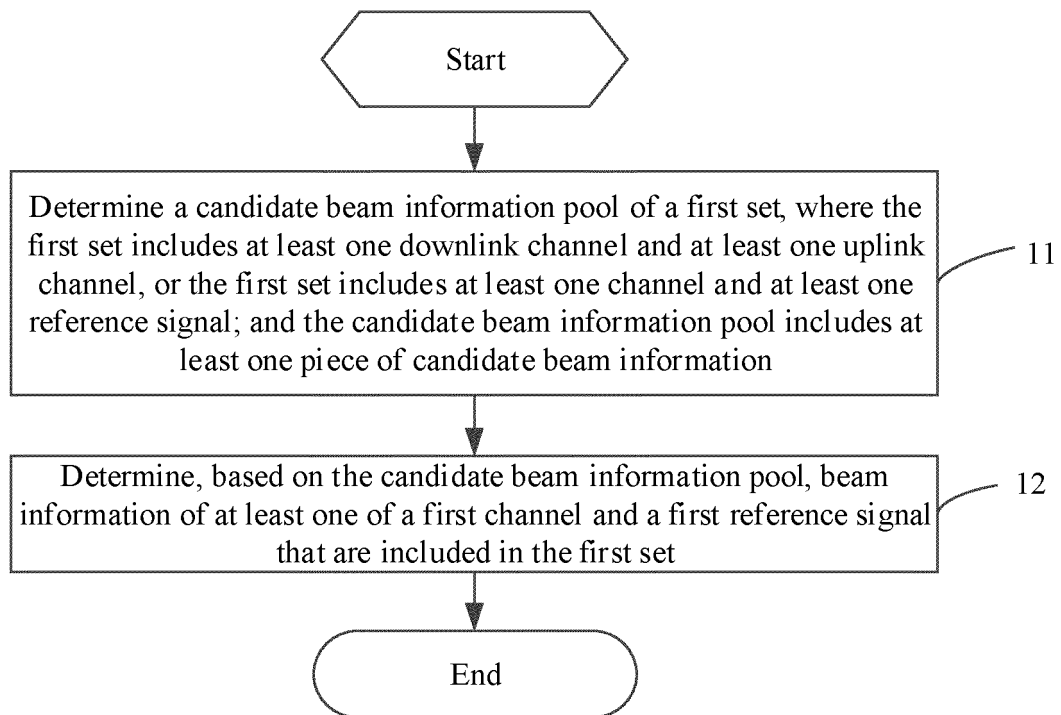 Start
Determine a candidate beam information pool of a first set, where the
first set includes at least one downlink channel and at least one uplink
channel, or the first set includes at least one channel and at least one
reference signal; and the candidate beam information pool includes at
least one piece of candidate beam information
11
Determine, based on the candidate beam information pool, beam
information of at least one of a first channel and a first reference signal
that are included in the first set
12
End